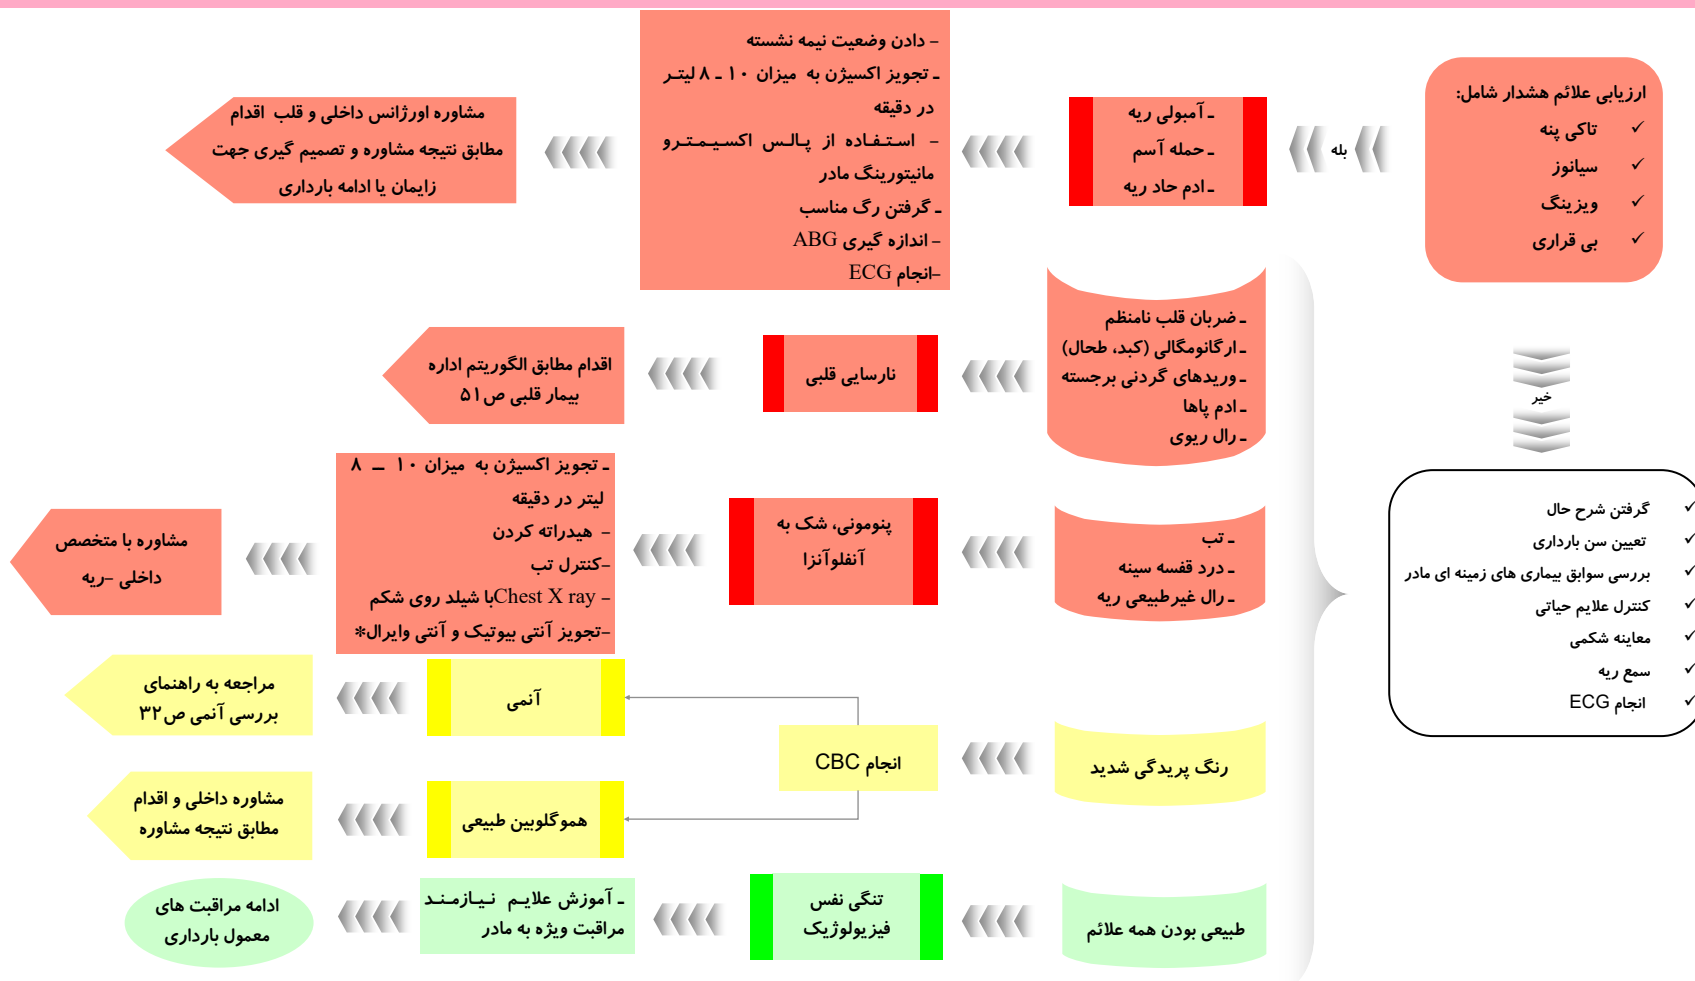 ارزیابی علائم هشدار شامل:
✓ تاکی پنه
✓ سیانوز
✓ ویزینگ
✓ بی قراری
بله
ـ آمبولی ریه
ـ حمله آسم
ـ ادم حاد ریه
– دادن وضعیت نیمه نشسته
ـ تجویز اکسیژن به میزان ۱۰ ـ ۸ لیتر
در دقیقه
– استفاده از پالس اکسیمترو
مانیتورینگ مادر
ـ گرفتن رگ مناسب
– اندازه گیری ABG
–انجام ECG
مشاوره اورژانس داخلی و قلب اقدام
مطابق نتیجه مشاوره و تصمیم گیری جهت
زایمان یا ادامه بارداری
خیر
✓ گرفتن شرح حال
✓ تعیین سن بارداری
✓ بررسی سوابق بیماری های زمینه ای مادر
✓ کنترل علایم حیاتی
✓ معاینه شکمی
✓ سمع ریه
✓ انجام ECG
ـ ضربان قلب نامنظم
ـ ارگانومگالی (کبد، طحال)
ـ وریدهای گردنی برجسته
ـ ادم پاها
ـ رال ریوی
نارسایی قلبی
اقدام مطابق الگوریتم اداره
بیمار قلبی ص۵۱
ـ تب
ـ درد قفسه سینه
ـ رال غیرطبیعی ریه
پنومونی، شک به
آنفلوآنزا
ـ تجویز اکسیژن به میزان ۱۰ ــ ۸
لیتر در دقیقه
– هیدراته کردن
–کنترل تب
– Chest X rayبا شیلد روی شکم
–تجویز آنتی بیوتیک و آنتی وایرال*
مشاوره با متخصص
داخلی –ریه
رنگ پریدگی شدید
انجام CBC
آنمی
مراجعه به راهنمای
بررسی آنمی ص۳۲
هموگلوبین طبیعی
مشاوره داخلی و اقدام
مطابق نتیجه مشاوره
طبیعی بودن همه علائم
تنگی نفس
فیزیولوژیک
ـ آموزش علایم نیازمند
مراقبت ویژه به مادر
ادامه مراقبت های
معمول بارداری